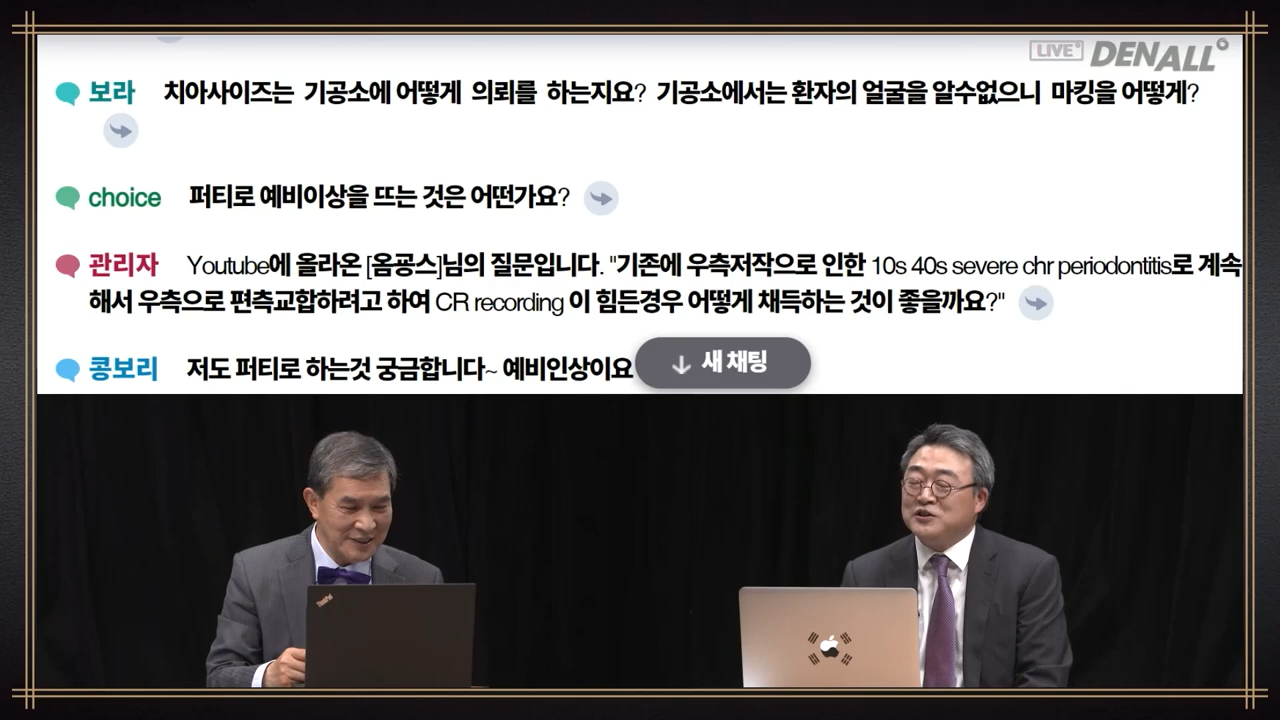 LIVE DENALL
보라 치아사이즈는 기공소에 어떻게 의뢰를 하는지요? 기공소에서는 환자의 얼굴을 알수없으니 마킹을 어떻게?
choice 퍼티로 예비이상을 뜨는 것은 어떤가요?
관리자 Youtube에 올라온 [옴굥스]님의 질문입니다. "기존에 우측저작으로 인한 10s 40s severe chr periodontitis로 계속
해서 우측으로 편측교합하려고 하여 CR recording 이 힘든경우 어떻게 채득하는 것이 좋을까요?"
콩보리 저도 퍼티로 하는것 궁금합니다~ 예비인상이요
새 채팅
ThinkPad